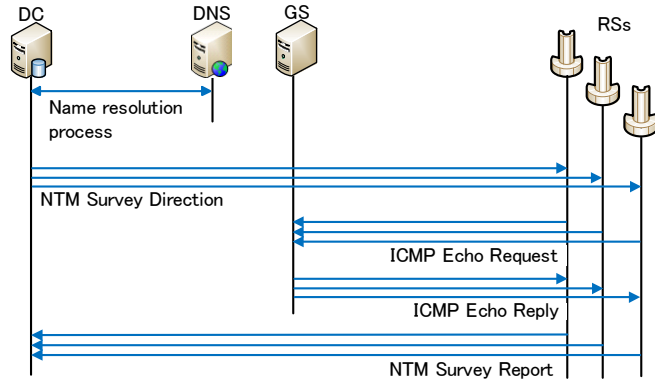 DC
DNS
GS
RSs
Name resolution
process
NTM Survey Direction
ICMP Echo Request
ICMP Echo Reply
NTM Survey Report